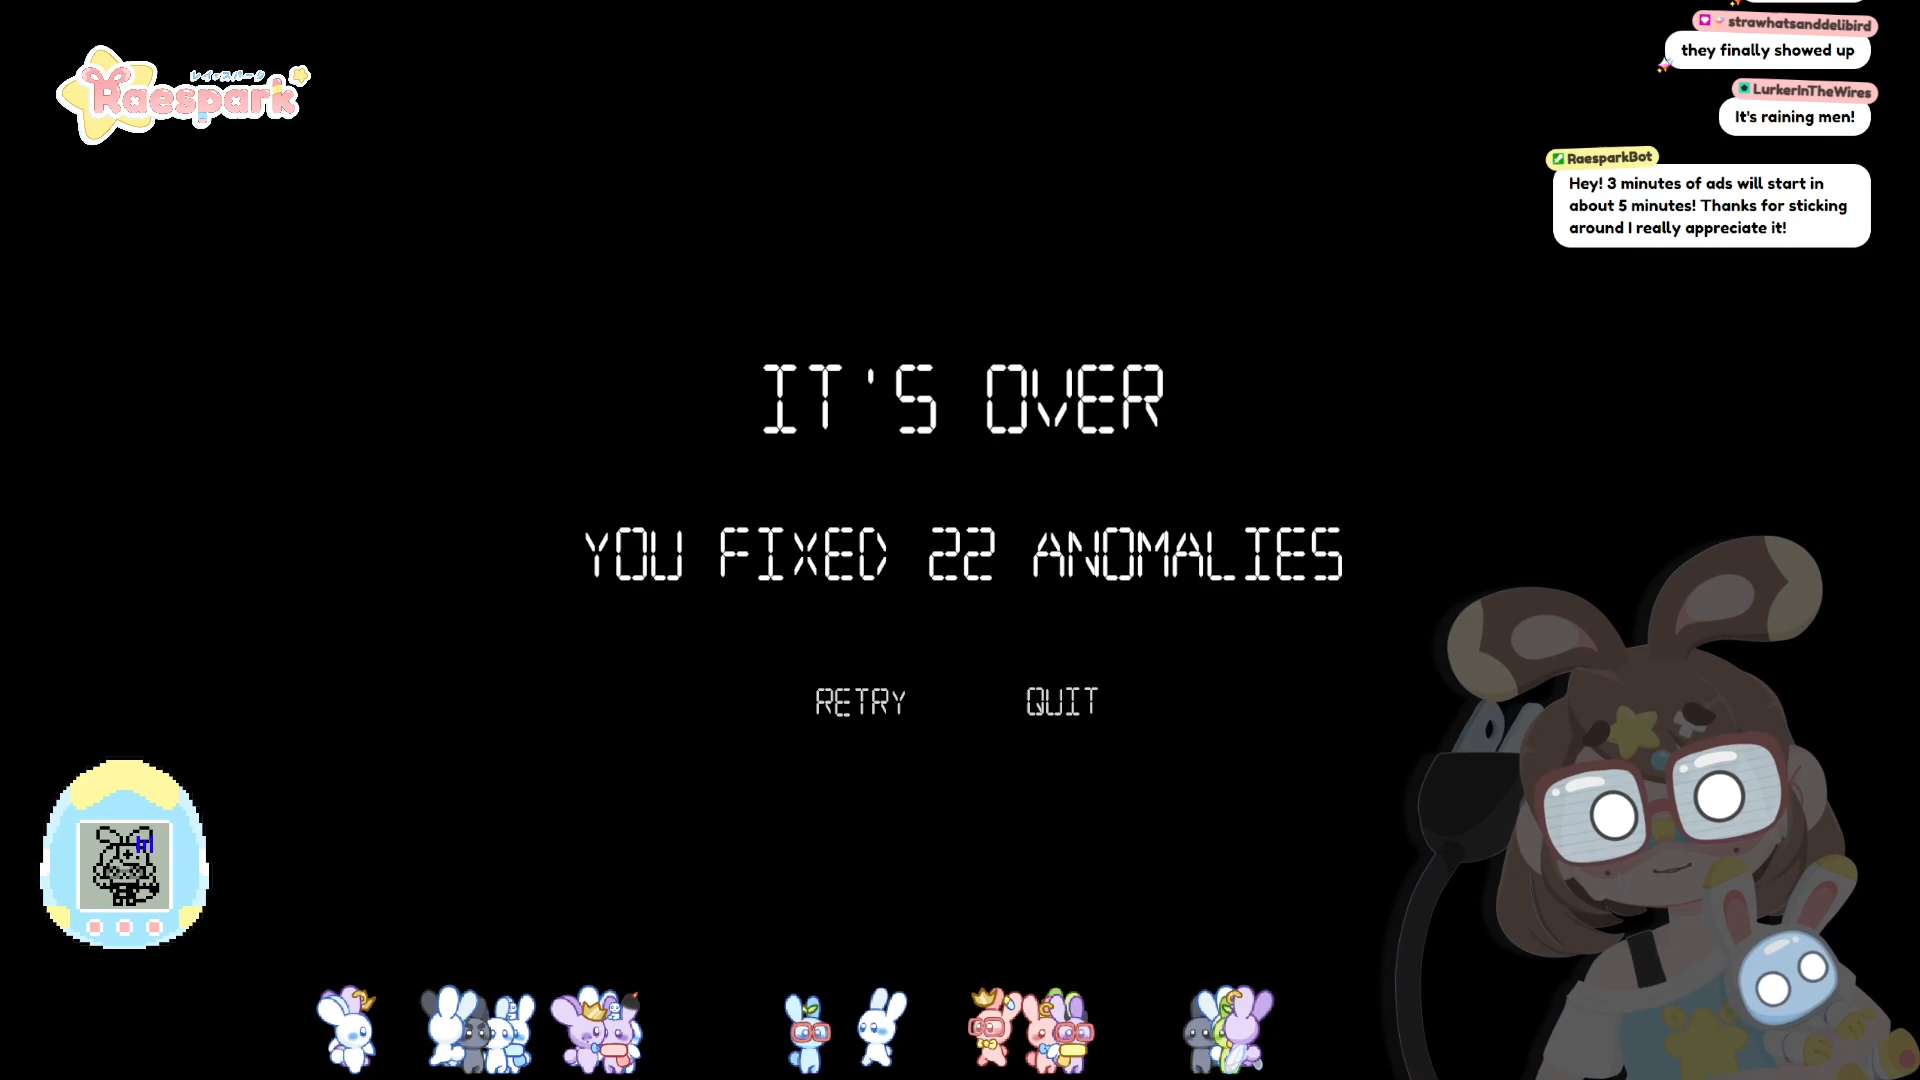 レイ・スパーク
Raespark
strawhatsanddelibird
they finally showed up
LurkerInTheWires
It's raining men!
RaesparkBot
Hey! 3 minutes of ads will start in
about 5 minutes! Thanks for sticking
around I really appreciate it!
IT'S OVER
YOU FIXED 22 ANOMALIES
RETRY
QUIT